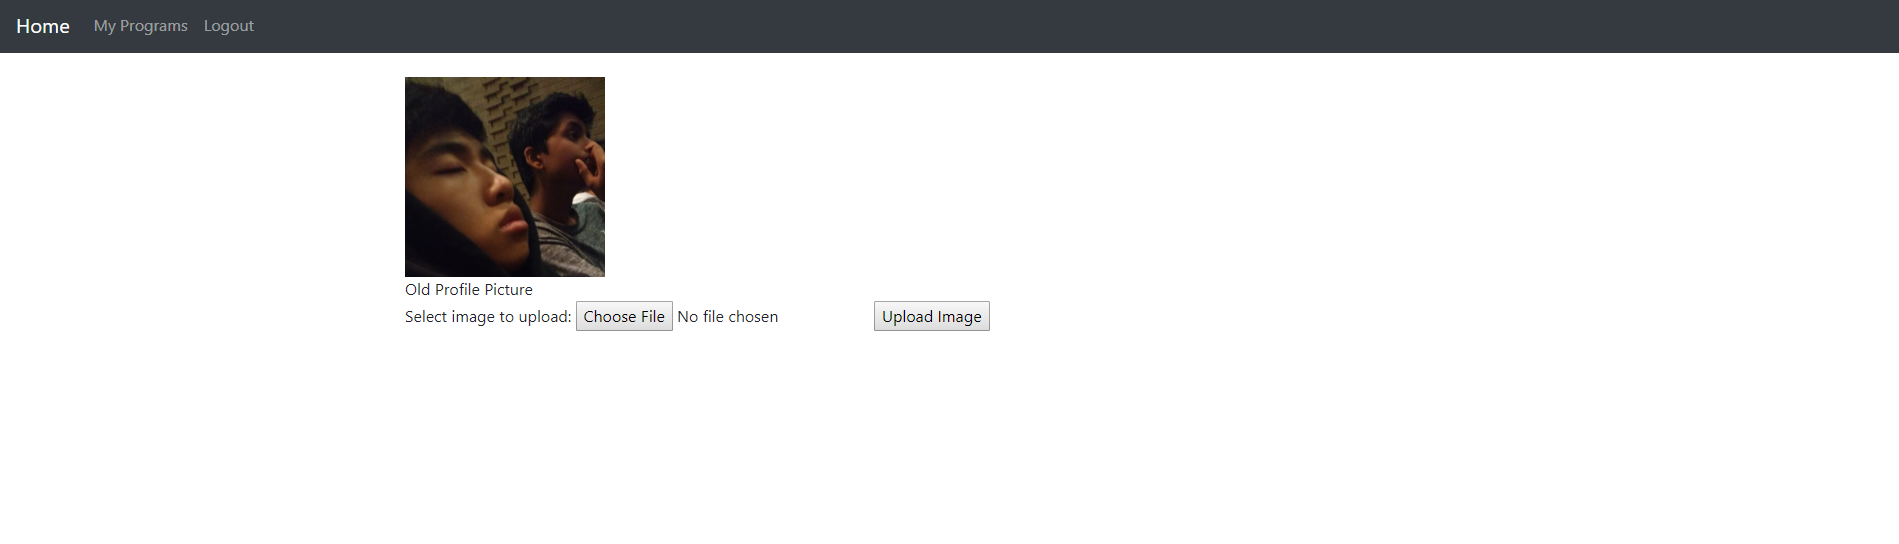 Home My Programs Logout
Old Profile Picture
Select image to upload: Choose File No file chosen Upload Image